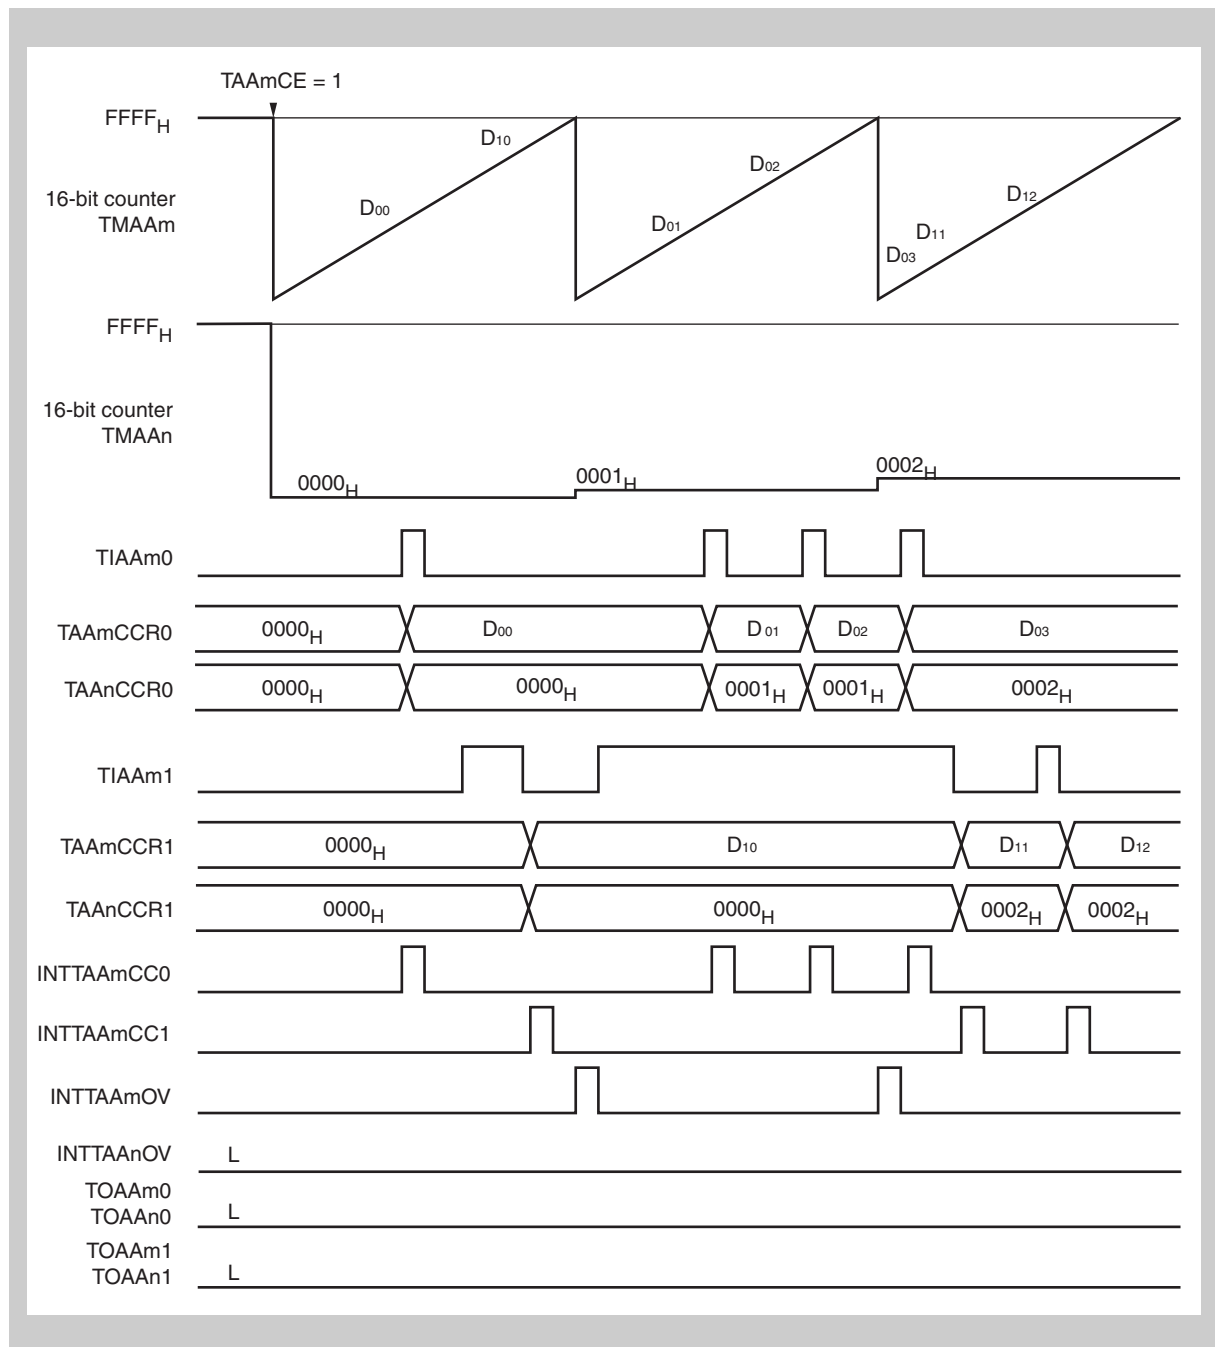 TAAmCE = 1
FFFFH
D10
D02
16-bit counter
TMAAm
D00
D01
D12
D11
D03
FFFFH
16-bit counter
TMAAn
0000H
0001H
0002H
TIAAm0
TAAmCCR0
0000H
D00
D01
D02
D03
TAAnCCR0
0000H
0000H
0001H
0001H
0002H
TIAAm1
TAAmCCR1
0000H
D10
D11
D12
TAAnCCR1
0000H
0000H
0002H
0002H
INTTAAmCC0
INTTAAmCC1
INTTAAmOV
INTTAAnOV
L
TOAAm0
TOAAn0
L
TOAAm1
TOAAn1
L